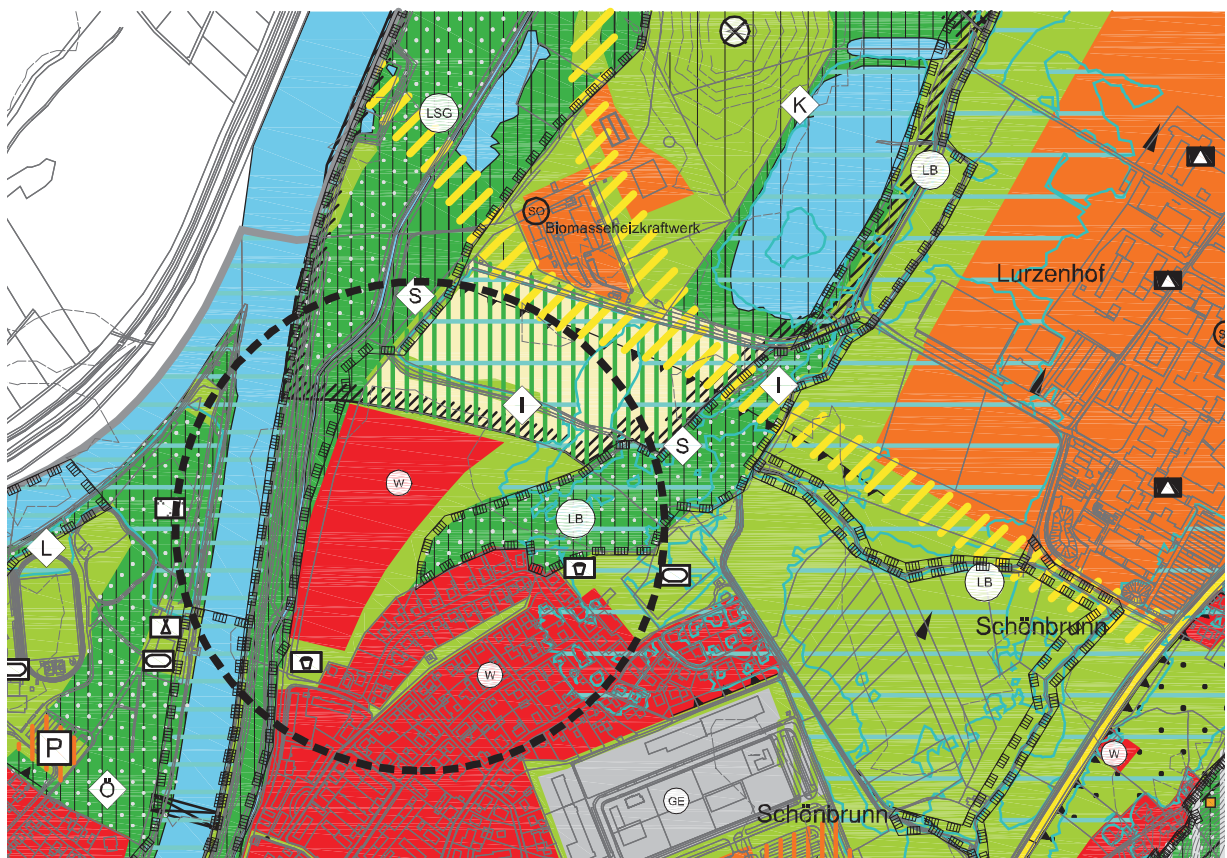 LSG
K
LB
SO
Biomasseheizkraftwerk
Lurzenhof
S
I
I
S
W
LB
L
LB
Schönbrunn
W
P
W
Ö
GE
Schönbrunn